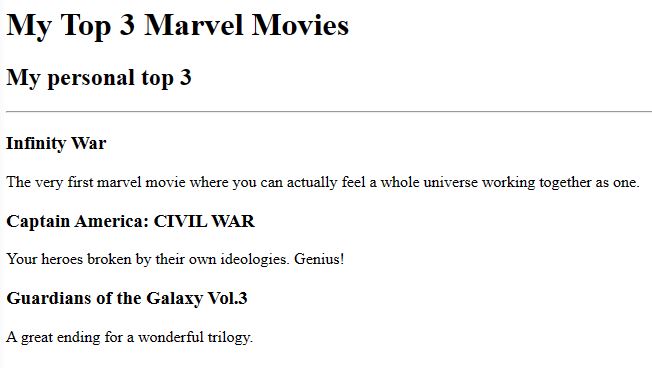 My Top 3 Marvel Movies
My personal top 3
Infinity War
The very first marvel movie where you can actually feel a whole universe working together as one.
Captain America: CIVIL WAR
Your heroes broken by their own ideologies. Genius!
Guardians of the Galaxy Vol.3
A great ending for a wonderful trilogy.